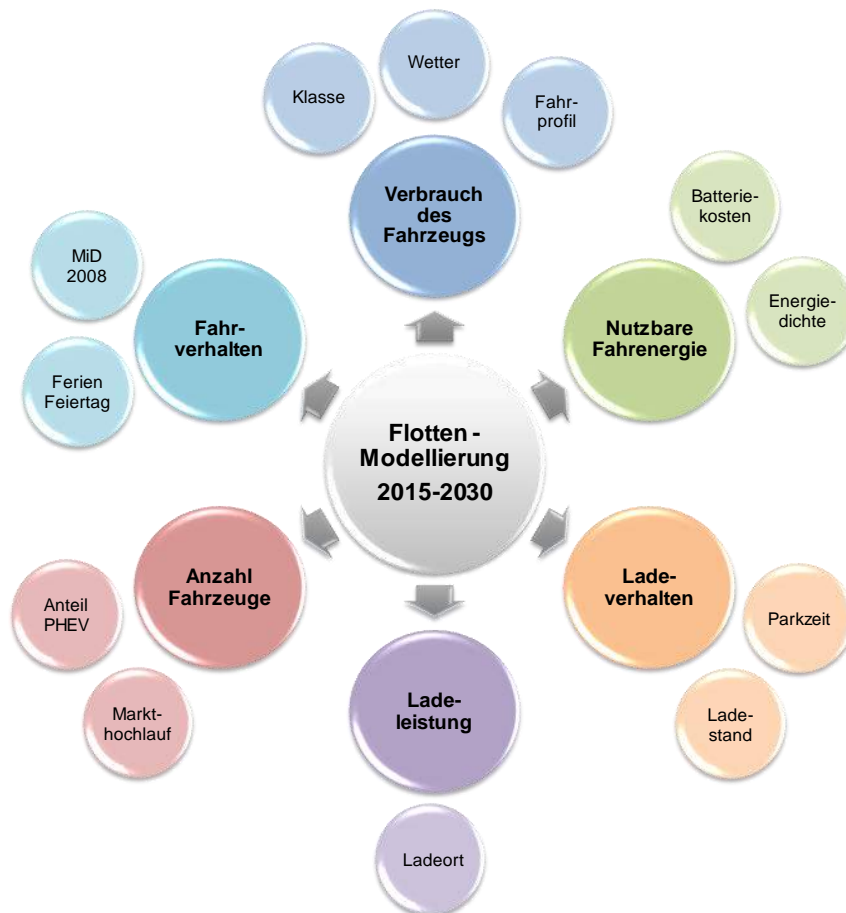 Wetter
Klasse
Fahr-
profil
Verbrauch
des
Fahrzeugs
Batterie-
kosten
Energie-
dichte
Nutzbare
Fahrenergie
MiD
2008
Ferien
Feiertag
Fahr-
verhalten
Flotten -
Modellierung
2015-2030
Anzahl
Fahrzeuge
Anteil
PHEV
Markt-
hochlauf
Lade-
verhalten
Parkzeit
Lade-
stand
Lade-
leistung
Ladeort